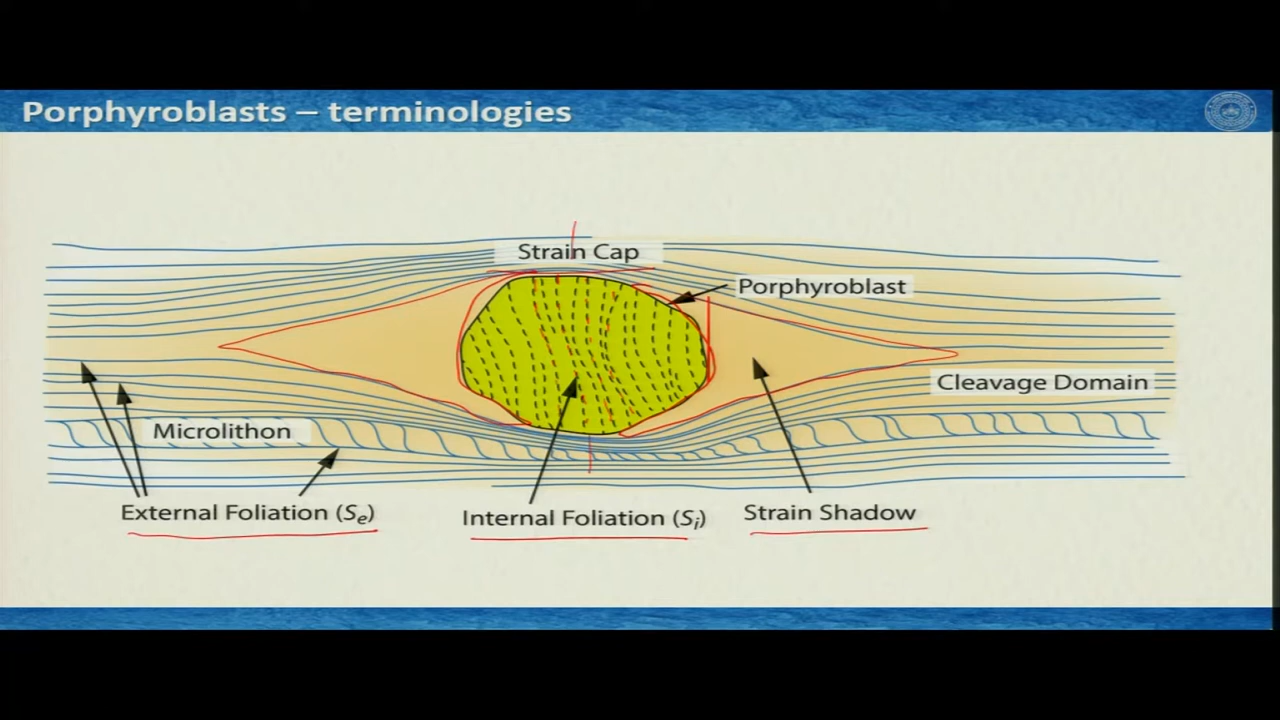 Porphyroblasts – terminologies
Strain Cap
Porphyroblast
Cleavage Domain
Microlithon
External Foliation (Se)
Internal Foliation (Si)
Strain Shadow